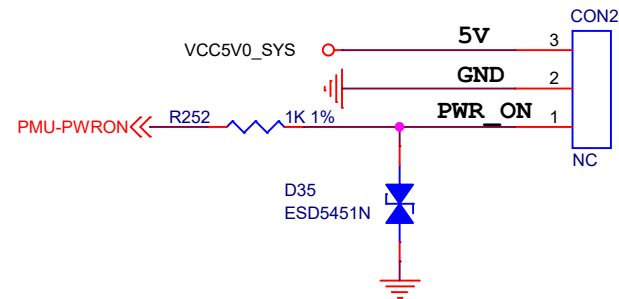 CON2
VCC5V0_SYS 5V 3
GND 2
PMU-PWRON R252 1K 1% PWR_ON 1
NC
D35
ESD5451N